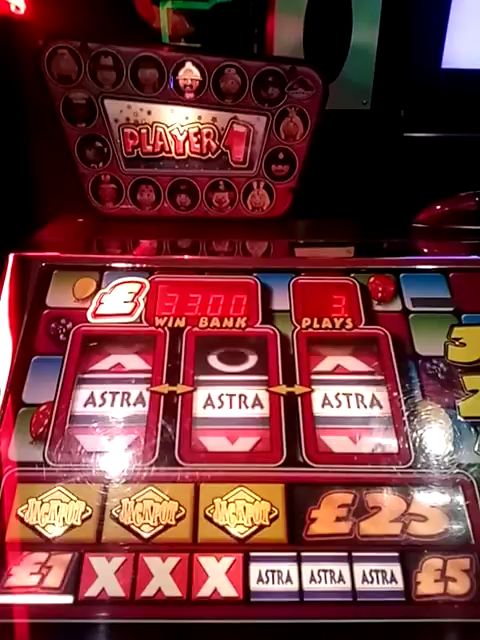 PLAYER 1
£ 33.00 3
WIN BANK PLAYS
ASTRA ASTRA ASTRA
JACKPOT JACKPOT JACKPOT £25
£1 X X X ASTRA ASTRA ASTRA £5